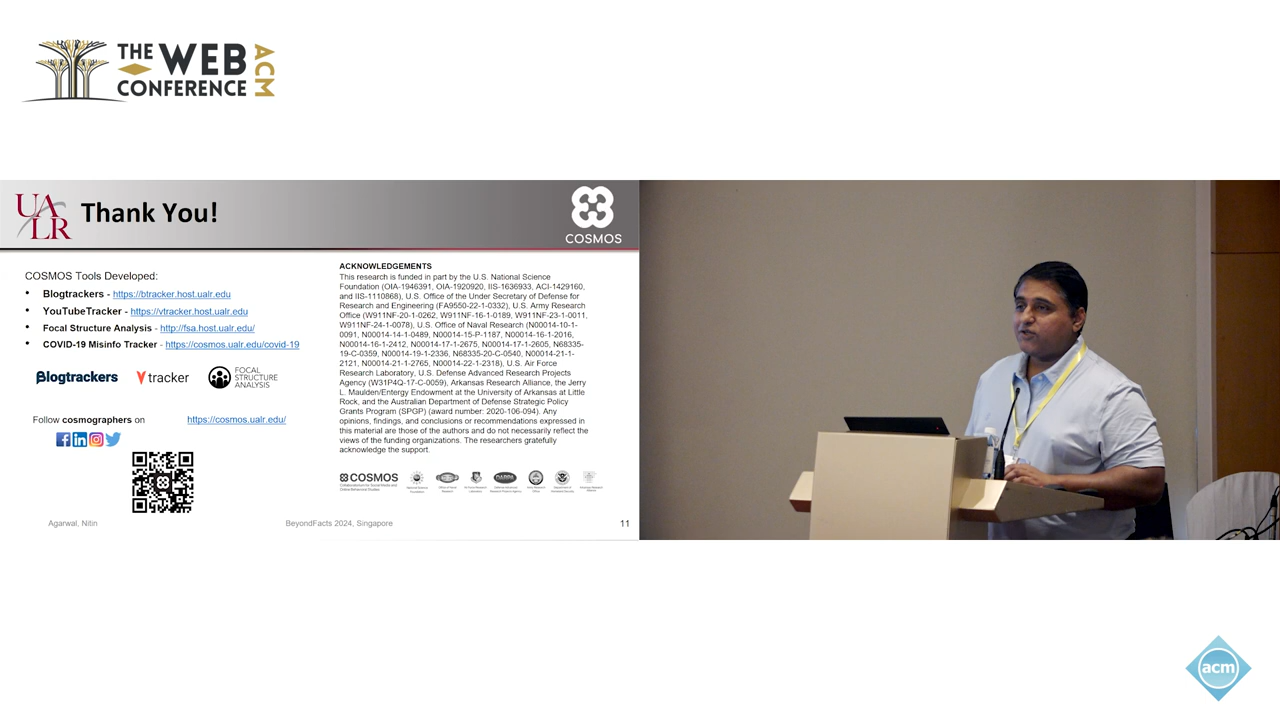 THE WEB
CONFERENCE
ACM
UALR
Thank You!
COSMOS
COSMOS Tools Developed:
• Blogtrackers - https://btracker.host.ualr.edu
• YouTubeTracker - https://vtracker.host.ualr.edu
• Focal Structure Analysis - http://fsa.host.ualr.edu/
• COVID-19 Misinfo Tracker - https://cosmos.ualr.edu/covid-19
Blogtrackers
Vtracker
FOCAL
STRUCTURE
ANALYSIS
Follow cosmographers on
https://cosmos.ualr.edu/
ACKNOWLEDGEMENTS
This research is funded in part by the U.S. National Science
Foundation (OIA-1946391, OIA-1920920, IIS-1636933, ACI-1429160,
and IIS-1110868), U.S. Office of the Under Secretary of Defense for
Research and Engineering (FA9550-22-1-0332), U.S. Army Research
Office (W911NF-20-1-0262, W911NF-16-1-0189, W911NF-23-1-0011,
W911NF-24-1-0078), U.S. Office of Naval Research (N00014-10-1-
0091, N00014-14-1-0489, N00014-15-P-1187, N00014-16-1-2016,
N00014-16-1-2412, N00014-17-1-2675, N00014-17-1-2605, N68335-
19-C-0359, N00014-19-1-2336, N68335-20-C-0540, N00014-21-1-
2121, N00014-21-1-2765, N00014-22-1-2318), U.S. Air Force
Research Laboratory, U.S. Defense Advanced Research Projects
Agency (W31P4Q-17-C-0059), Arkansas Research Alliance, the Jerry
L. Maulden/Entergy Endowment at the University of Arkansas at Little
Rock, and the Australian Department of Defense Strategic Policy
Grants Program (SPGP) (award number: 2020-106-094). Any
opinions, findings, and conclusions or recommendations expressed in
this material are those of the authors and do not necessarily reflect the
views of the funding organizations. The researchers gratefully
acknowledge the support.
COSMOS
Agarwal, Nitin
BeyondFacts 2024, Singapore
11
acm